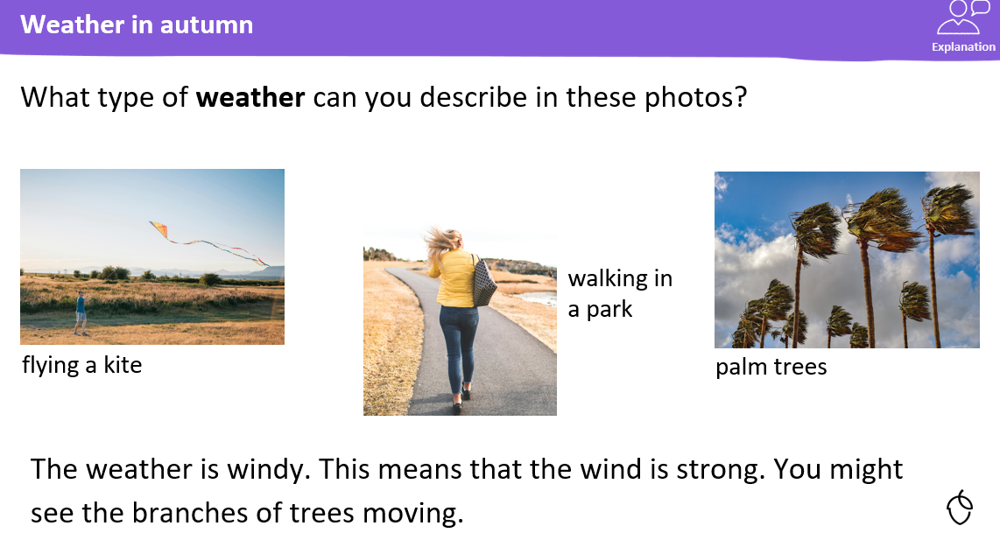 Weather in autumn
Explanation
What type of weather can you describe in these photos?
flying a kite
walking in
a park
palm trees
The weather is windy. This means that the wind is strong. You might
see the branches of trees moving.